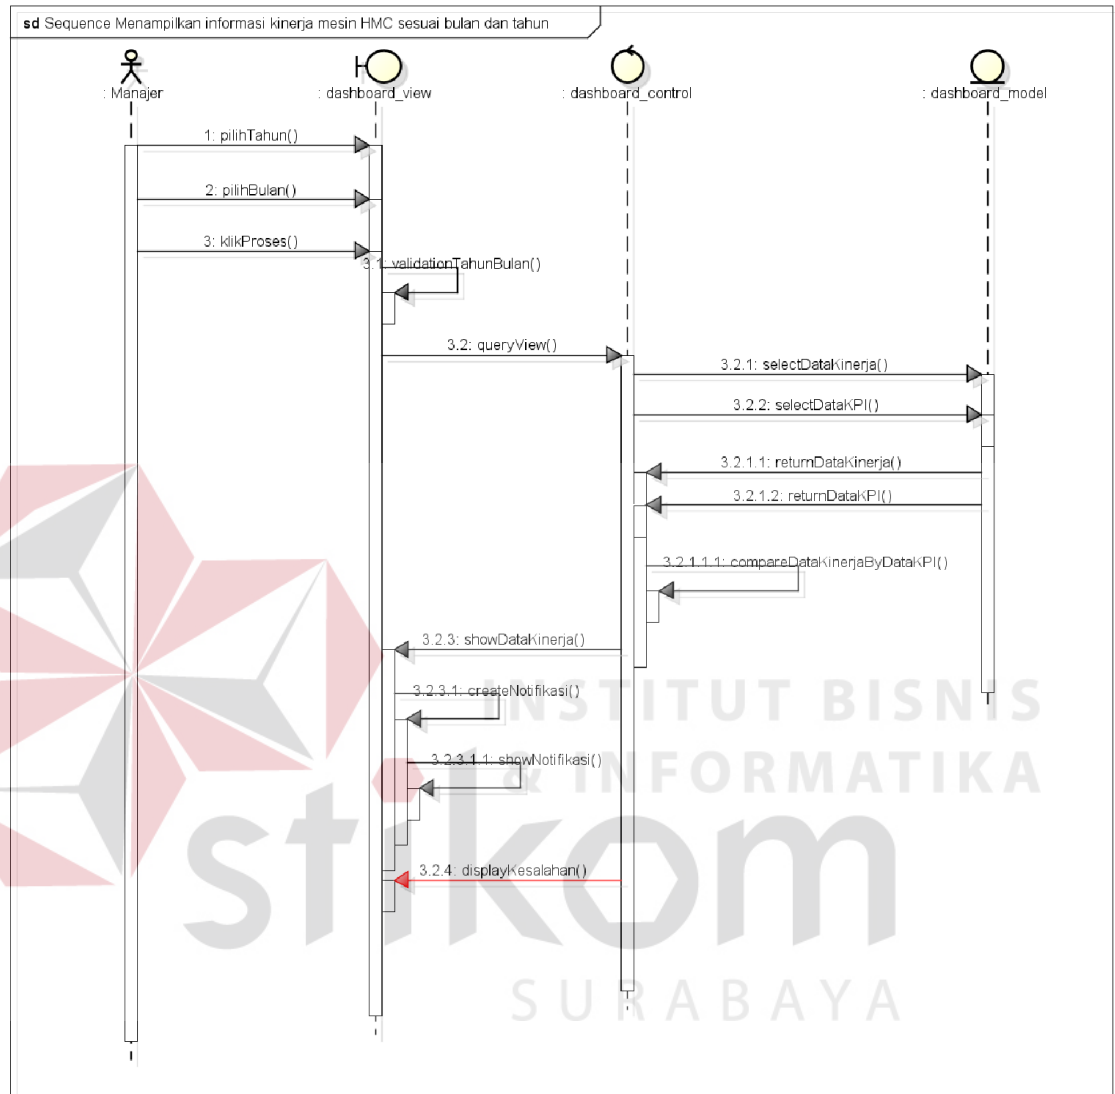 sd Sequence Menampilkan informasi kinerja mesin HMC sesuai bulan dan tahun
: Manajer
: dashboard_view
: dashboard_control
: dashboard_model
1: pilihTahun()
2: pilihBulan()
3: klikProses()
3.1: validationTahunBulan()
3.2: queryView()
3.2.1: selectDataKinerja()
3.2.2: selectDataKPI()
3.2.1.1: returnDataKinerja()
3.2.1.2: returnDataKPI()
3.2.1.1.1: compareDataKinerjaByDataKPI()
3.2.3: showDataKinerja()
3.2.3.1: createNotifikasi()
INSTITUT BISNIS
3.2.3.1.1: showNotifikasi()
& INFORMATIKA
stikom
3.2.4: displayKesalahan()
SURABAYA